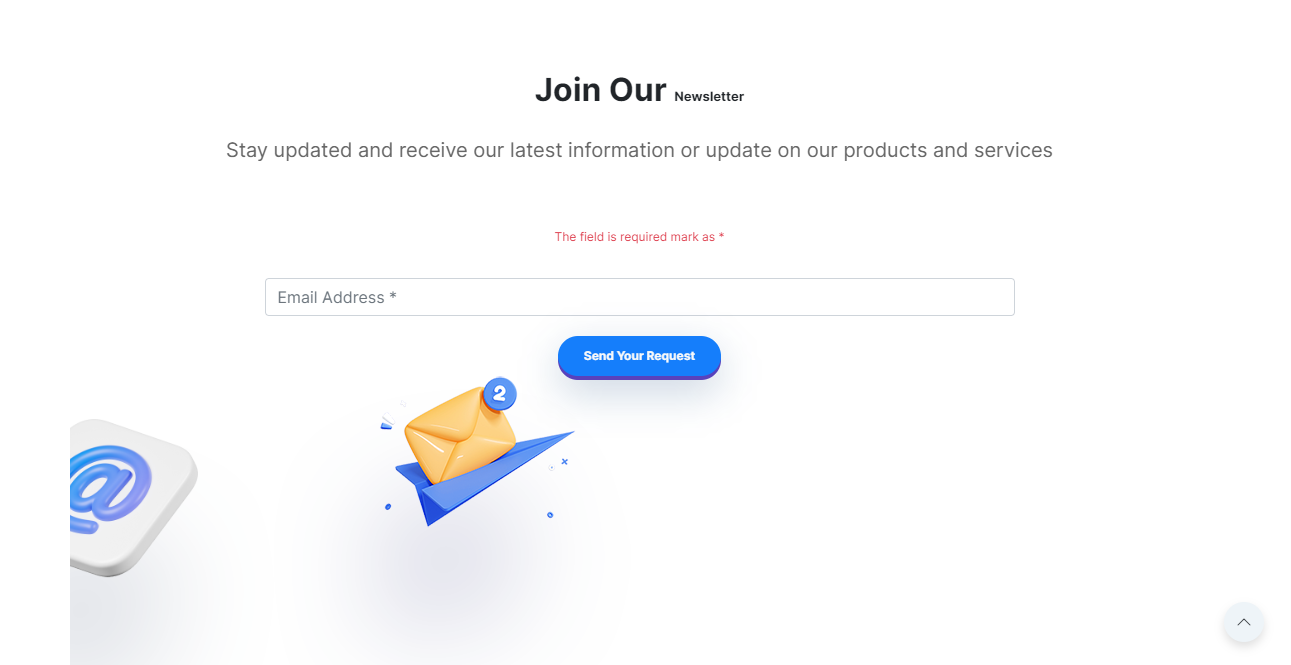 Join Our Newsletter
Stay updated and receive our latest information or update on our products and services
The field is required mark as *
Email Address *
Send Your Request
2
@